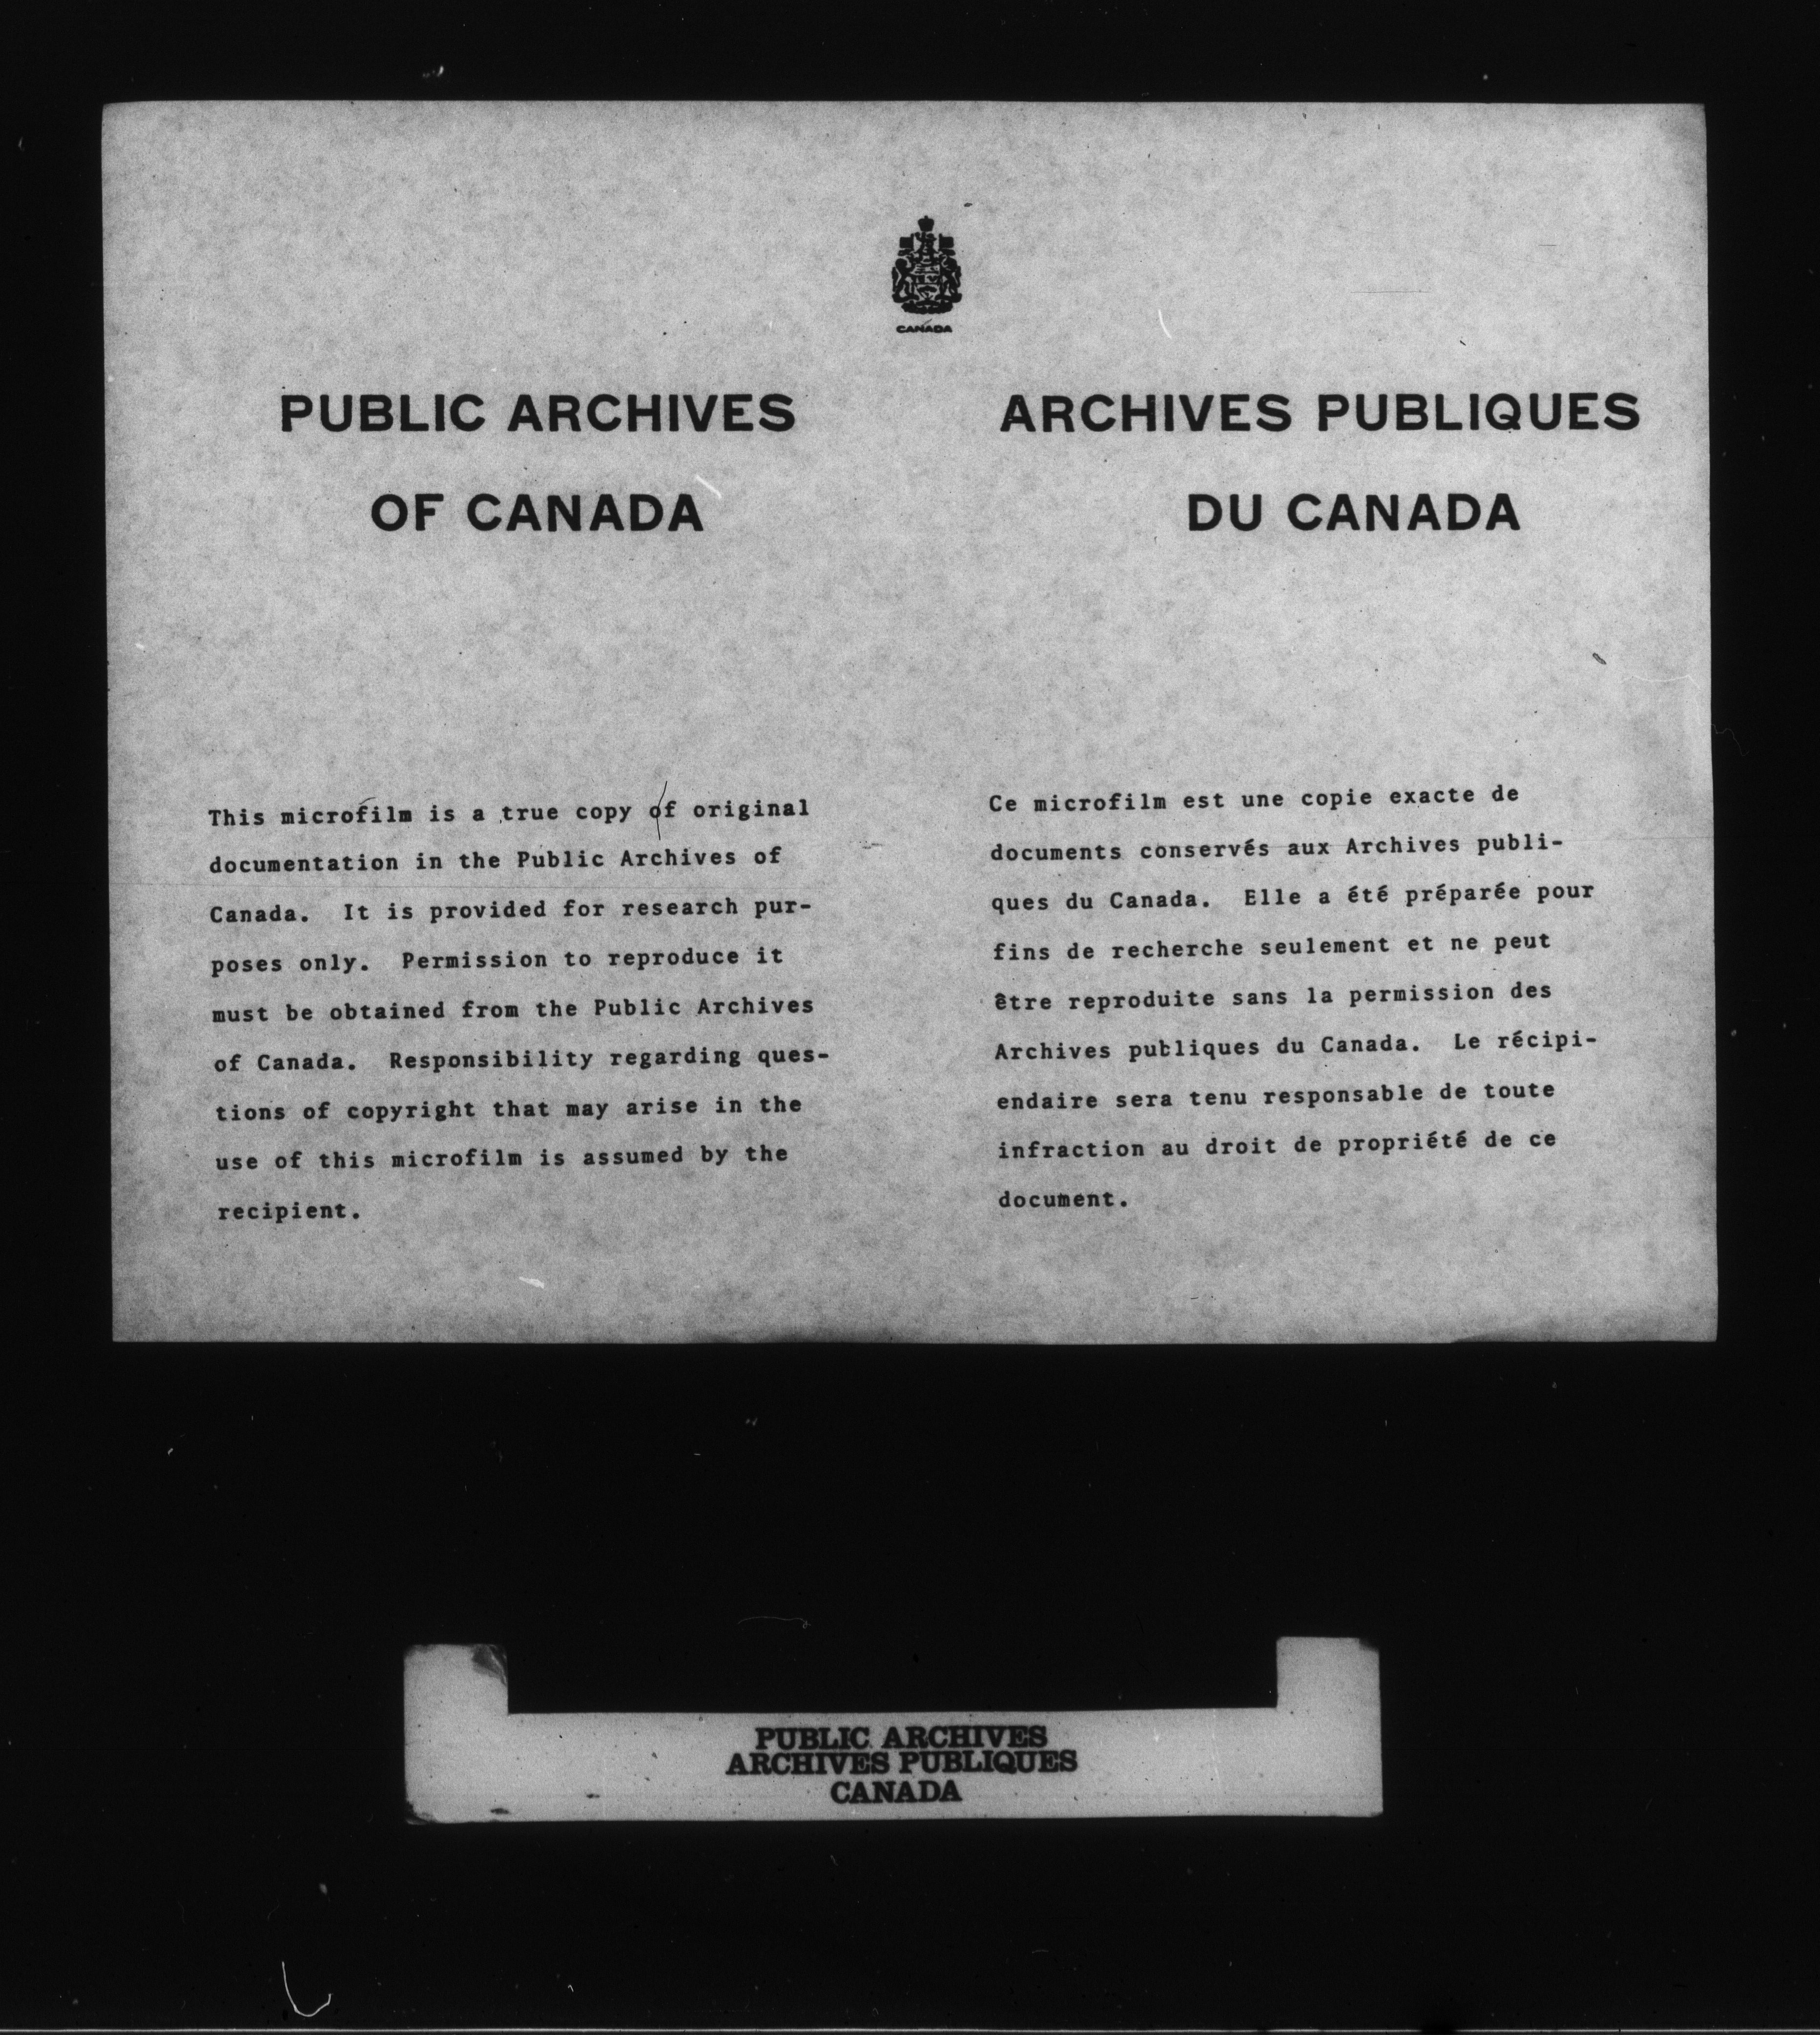 CANADA
PUBLIC ARCHIVES
OF CANADA
This microfilm is a true copy of original
documentation in the Public Archives of
Canada. It is provided for research pur-
poses only. Permission to reproduce it
must be obtained from the Public Archives
of Canada. Responsibility regarding ques-
tions of copyright that may arise in the
use of this microfilm is assumed by the
recipient.
ARCHIVES PUBLIQUES
DU CANADA
Ce microfilm est une copie exacte de
documents conservés aux Archives publi-
ques du Canada. Elle a été préparée pour
fins de recherche seulement et ne peut
être reproduite sans la permission des
Archives publiques du Canada. Le récipi-
endaire sera tenu responsable de toute
infraction au droit de propriété de ce
document.
PUBLIC ARCHIVES
ARCHIVES PUBLIQUES
CANADA